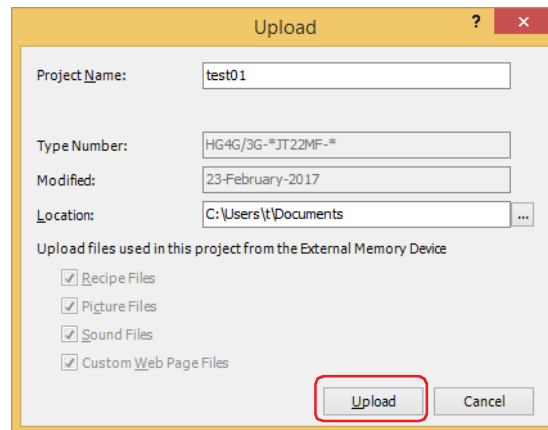 Upload
? ×
Project Name: test01
Type Number: HG4G/3G-*JT22MF-*
Modified: 23-February-2017
Location: C:\Users\t\Documents ...
Upload files used in this project from the External Memory Device
Recipe Files
Picture Files
Sound Files
Custom Web Page Files
Upload Cancel